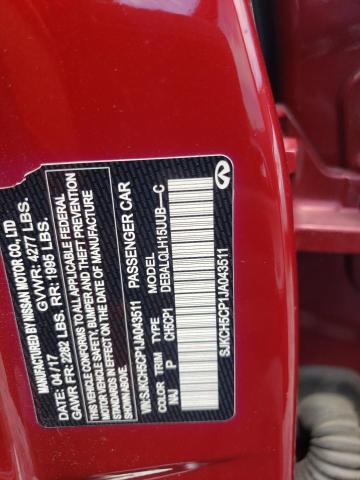 MANUFACTURED BY NISSAN MOTOR CO., LTD
GVWR: 4277 LBS.
DATE: 04/17
GAWR FR: 2282 LBS. RR: 1995 LBS.
THIS VEHICLE CONFORMS TO ALL APPLICABLE FEDERAL
MOTOR VEHICLE SAFETY, BUMPER AND THEFT
PREVENTION STANDARDS IN EFFECT ON THE DATE OF
MANUFACTURE SHOWN ABOVE.
VIN:SJKCH5CP1JA043511 PASSENGER CAR
COLOR TRIM TYPE MODEL
NAJ P CH5CP1 DEBALQLH15UUB-C
SJKCH5CP1JA043511